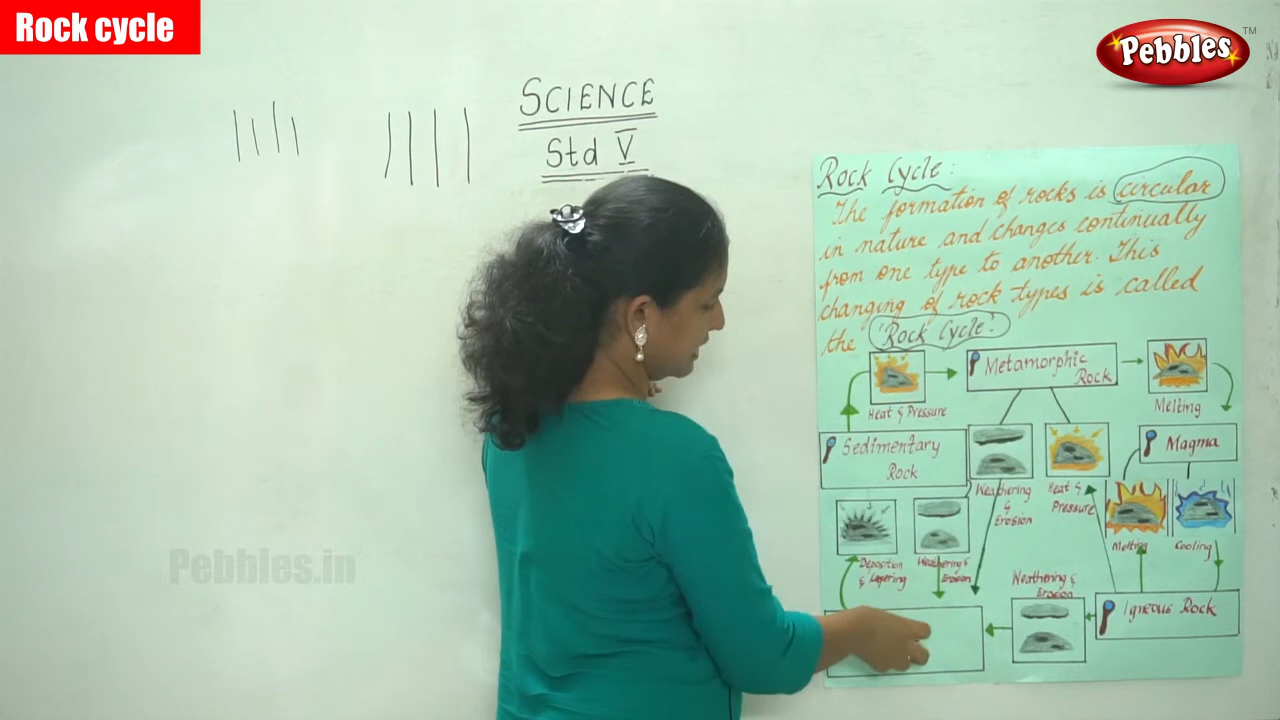 Rock cycle
Pebbles
TM
SCIENCE
Std V
Rock Cycle:
The formation of rocks is circular
in nature and changes continually
from one type to another. This
changing of rock types is called
the 'Rock Cycle'.
Metamorphic
Rock
Heat & Pressure
Melting
Sedimentary
Rock
Magma
Weathering
&
Erosion
Heat &
Pressure
Melting
Cooling
Deposition
& Layering
Weathering &
Erosion
Weathering &
Erosion
Igneous Rock
Pebbles.in